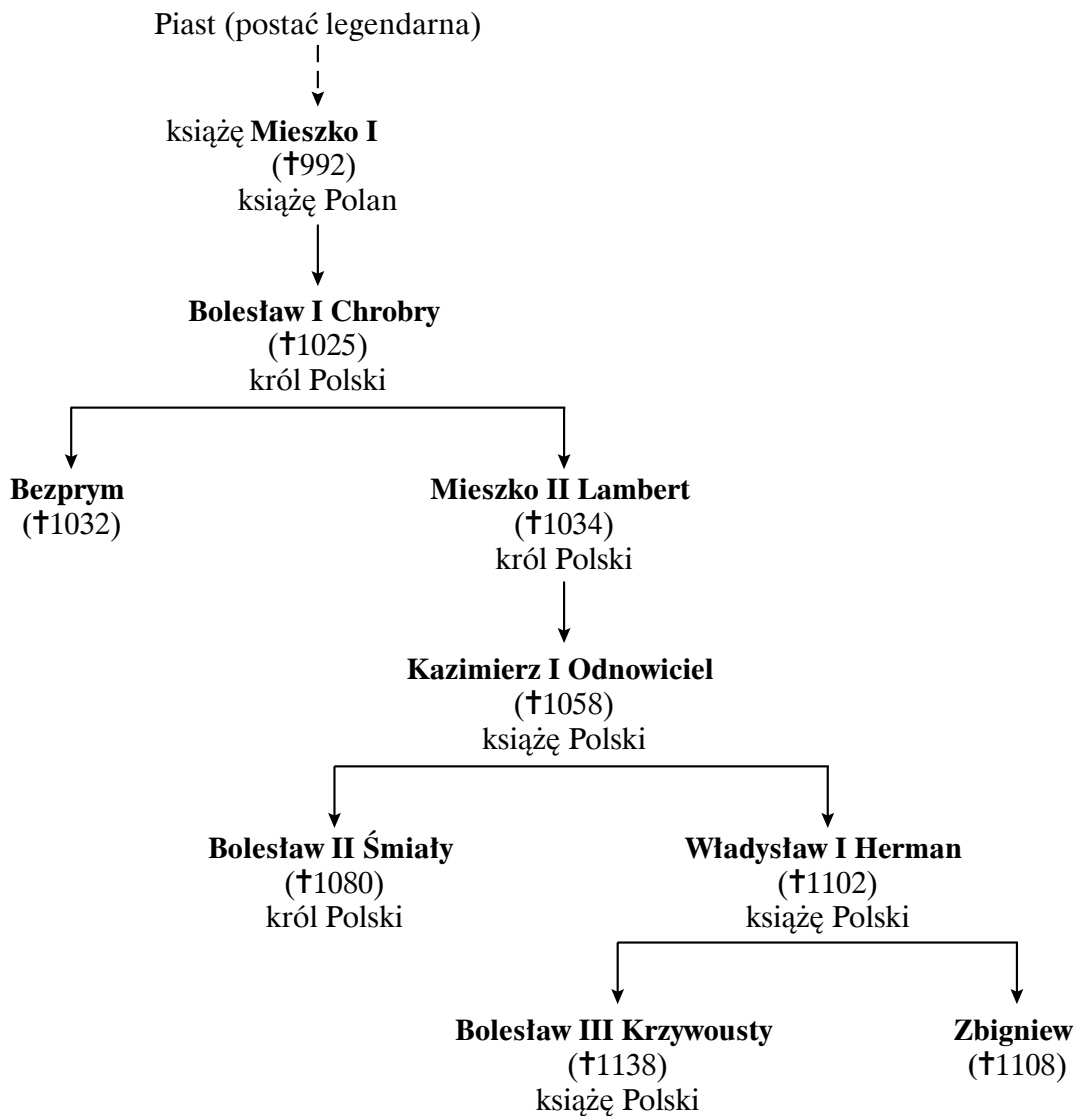 Piast (postać legendarna)
książę Mieszko I
(✝992)
książę Polan
Bolesław I Chrobry
(✝1025)
król Polski
Bezprym
(✝1032)
Mieszko II Lambert
(✝1034)
król Polski
Kazimierz I Odnowiciel
(✝1058)
książę Polski
Bolesław II Śmiały
(✝1080)
król Polski
Władysław I Herman
(✝1102)
książę Polski
Bolesław III Krzywousty
(✝1138)
książę Polski
Zbigniew
(✝1108)